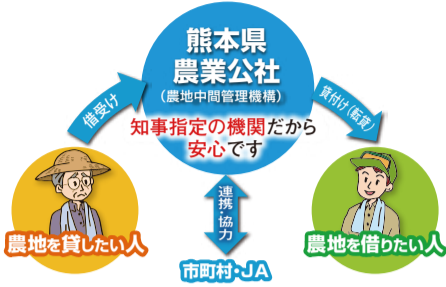 熊本県
農業公社
(農地中間管理機構)
知事指定の機関だから
安心です
借受け
貸付け(転貸)
農地を貸したい人
連携・協力
農地を借りたい人
市町村・JA